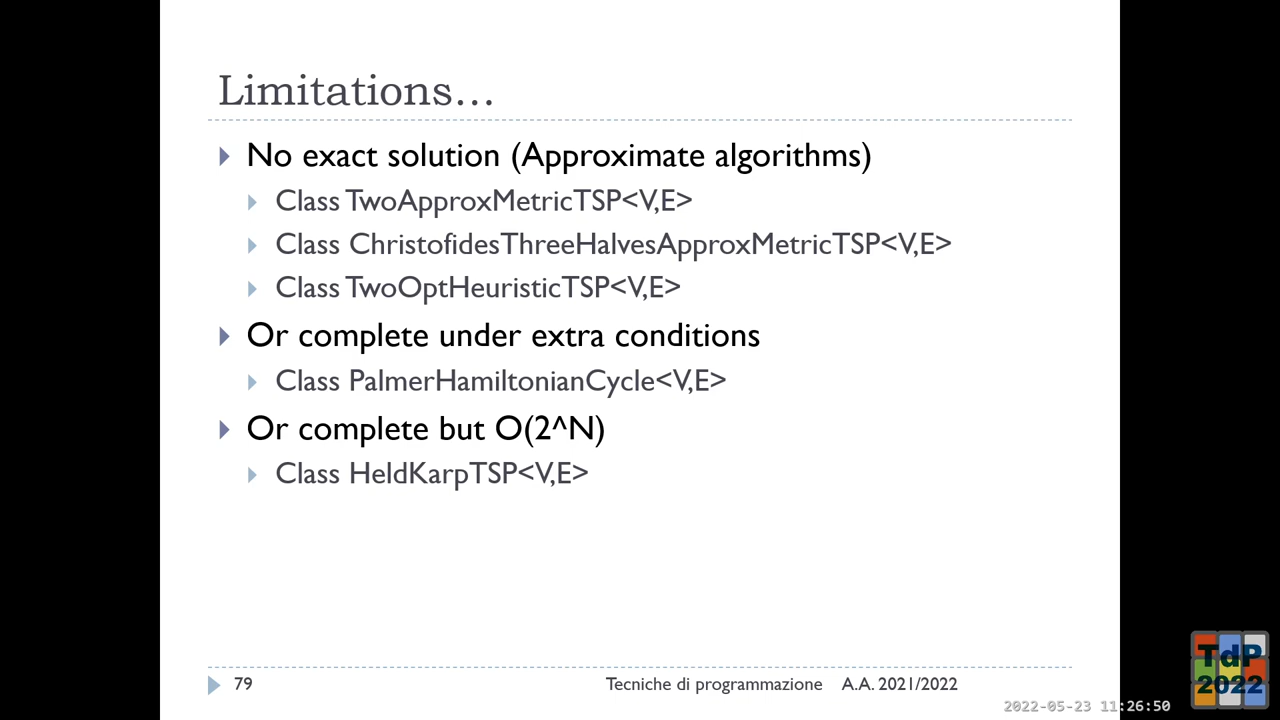 Limitations...
No exact solution (Approximate algorithms)
Class TwoApproxMetricTSP<V,E>
Class ChristofidesThreeHalvesApproxMetricTSP<V,E>
Class TwoOptHeuristicTSP<V,E>
Or complete under extra conditions
Class PalmerHamiltonianCycle<V,E>
Or complete but O(2^N)
Class HeldKarpTSP<V,E>
79 Tecniche di programmazione A.A. 2021/2022
2022-05-23 11:26:50
TdP
2022